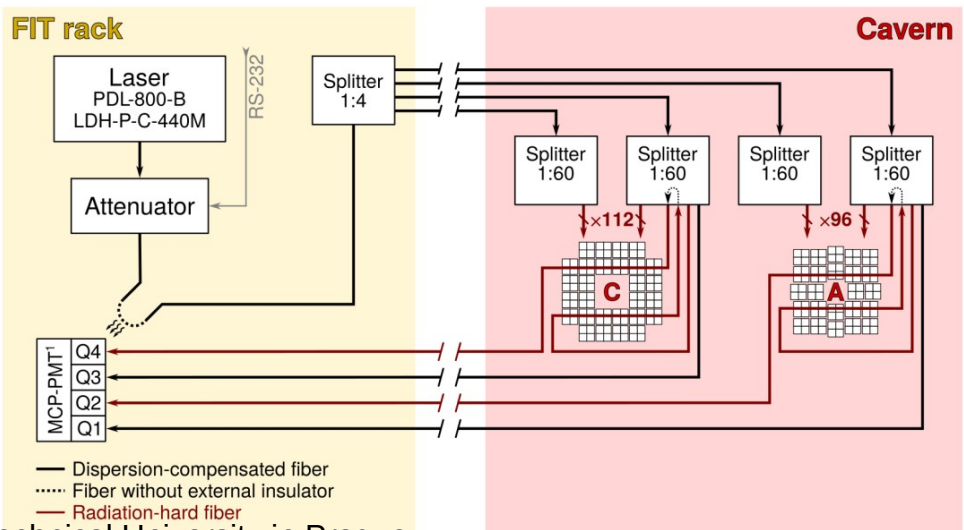 FIT rack
Cavern
Laser
PDL-800-B
LDH-P-C-440M
RS-232
Splitter
1:4
Attenuator
Splitter
1:60
Splitter
1:60
Splitter
1:60
Splitter
1:60
×112
×96
C
A
MCP-PMT¹
Q4
Q3
Q2
Q1
Dispersion-compensated fiber
Fiber without external insulator
Radiation-hard fiber